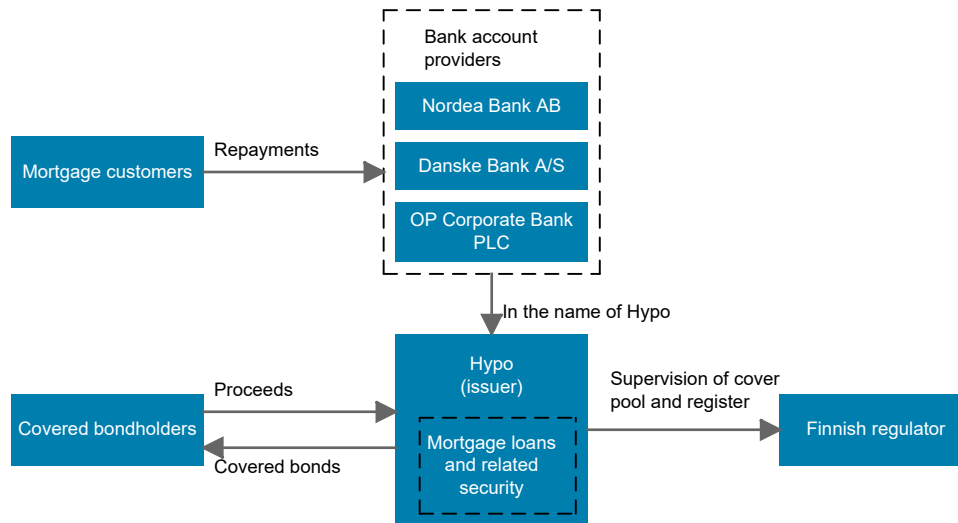 Bank account
providers
Nordea Bank AB
Mortgage customers
Repayments
Danske Bank A/S
OP Corporate Bank
PLC
In the name of Hypo
Hypo
(issuer)
Proceeds
Covered bondholders
Covered bonds
Mortgage loans
and related
security
Supervision of cover
pool and register
Finnish regulator